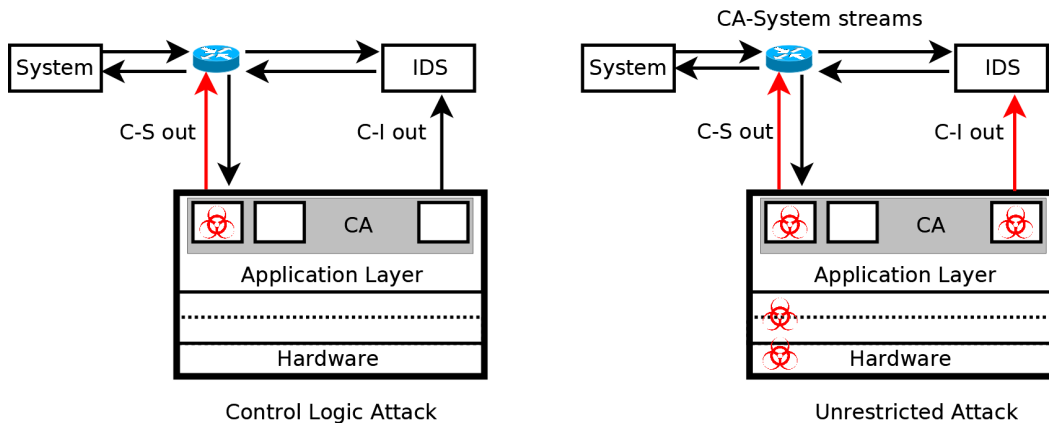 CA-System streams
System
IDS
System
IDS
C-S out
C-I out
C-S out
C-I out
CA
CA
Application Layer
Application Layer
Hardware
Hardware
Control Logic Attack
Unrestricted Attack